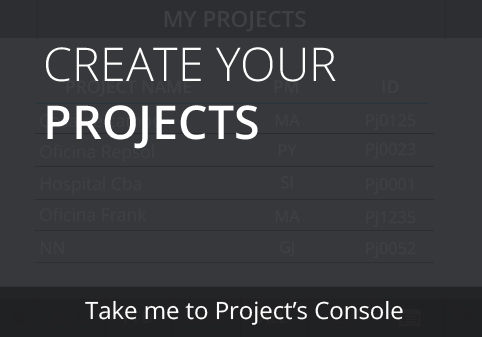 MY PROJECTS
CREATE YOUR
PROJECT NAME PM ID
PROJECTS
MA Pj0125
Oficina Repsol PY Pj0023
Hospital Cba SI Pj0001
Oficina Frank MA Pj1235
NN GJ Pj0052
Take me to Project’s Console